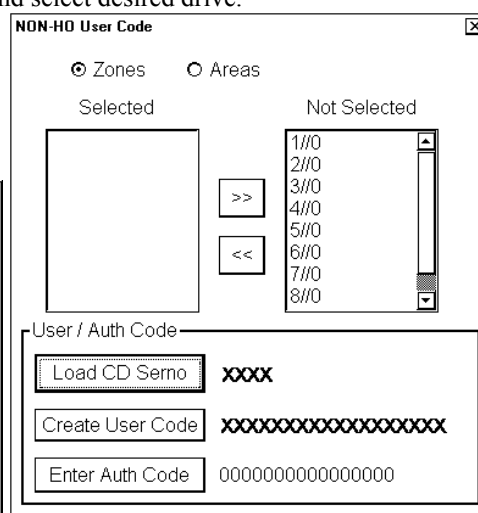 and select desired drive.
NON-HO User Code
Zones Areas
Selected Not Selected
1//0
2//0
3//0
>> 4//0
5//0
<< 6//0
7//0
8//0
User / Auth Code
Load CD Serno XXXX
Create User Code XXXXXXXXXXXXXXXXXX
Enter Auth Code 0000000000000000